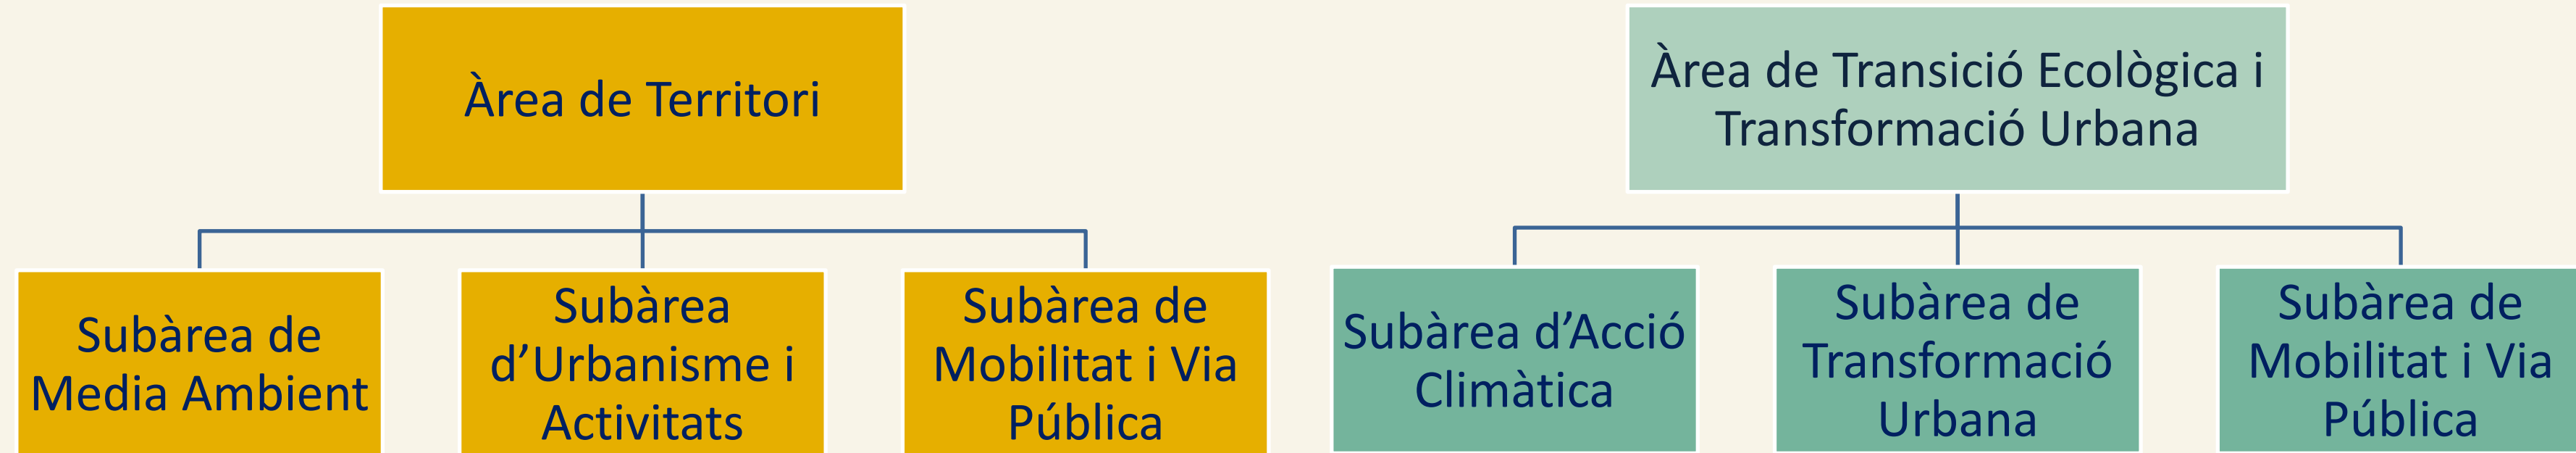 Àrea de Territori
Àrea de Transició Ecològica i
Transformació Urbana
Subàrea de
Media Ambient
Subàrea
d’Urbanisme i
Activitats
Subàrea de
Mobilitat i Via
Pública
Subàrea d’Acció
Climàtica
Subàrea de
Transformació
Urbana
Subàrea de
Mobilitat i Via
Pública